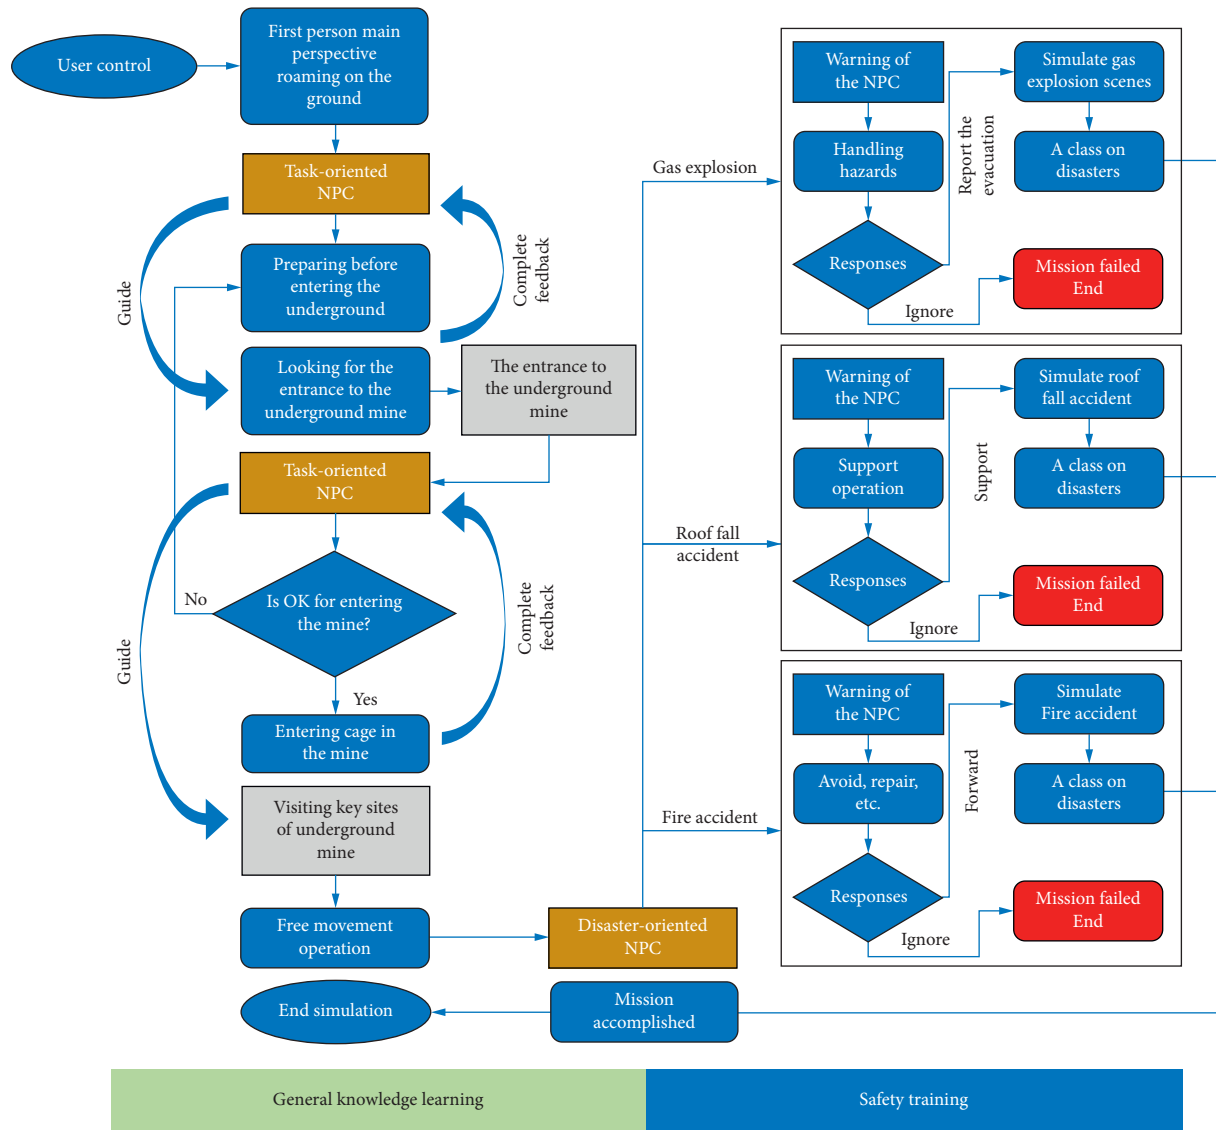 User control
First person main
perspective
roaming on the
ground
Task-oriented
NPC
Guide
Preparing before
entering the
underground
Complete
feedback
Looking for the
entrance to the
underground mine
The entrance to
the underground
mine
Task-oriented
NPC
Is OK for entering
the mine?
No
Yes
Guide
Complete
feedback
Entering cage in
the mine
Visiting key sites
of underground
mine
Free movement
operation
Disaster-oriented
NPC
Gas explosion
Warning of
the NPC
Handling
hazards
Responses
Report the
evacuation
Ignore
Simulate gas
explosion scenes
A class on
disasters
Mission failed
End
Roof fall
accident
Warning of
the NPC
Support
operation
Responses
Support
Ignore
Simulate roof
fall accident
A class on
disasters
Mission failed
End
Fire accident
Warning of
the NPC
Avoid, repair,
etc.
Responses
Forward
Ignore
Simulate
Fire accident
A class on
disasters
Mission failed
End
Mission
accomplished
End simulation
General knowledge learning
Safety training